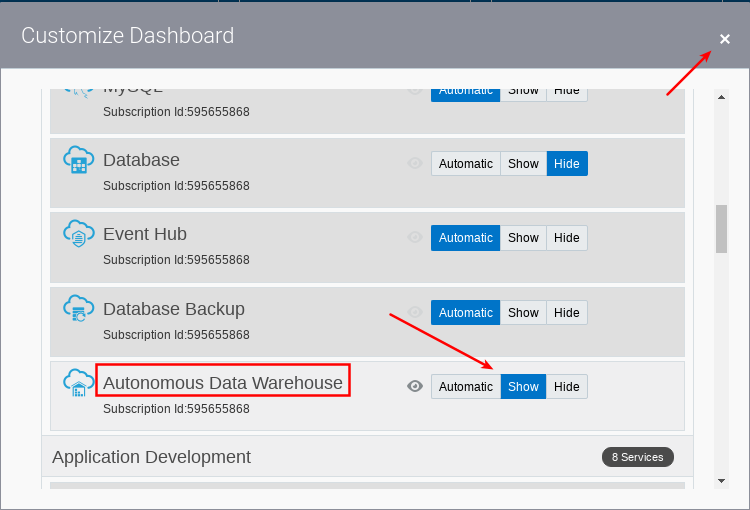 Customize Dashboard
×
MySQL Automatic Show Hide
Subscription Id:595655868
Database Automatic Show Hide
Subscription Id:595655868
Event Hub Automatic Show Hide
Subscription Id:595655868
Database Backup Automatic Show Hide
Subscription Id:595655868
Autonomous Data Warehouse Automatic Show Hide
Subscription Id:595655868
Application Development 8 Services